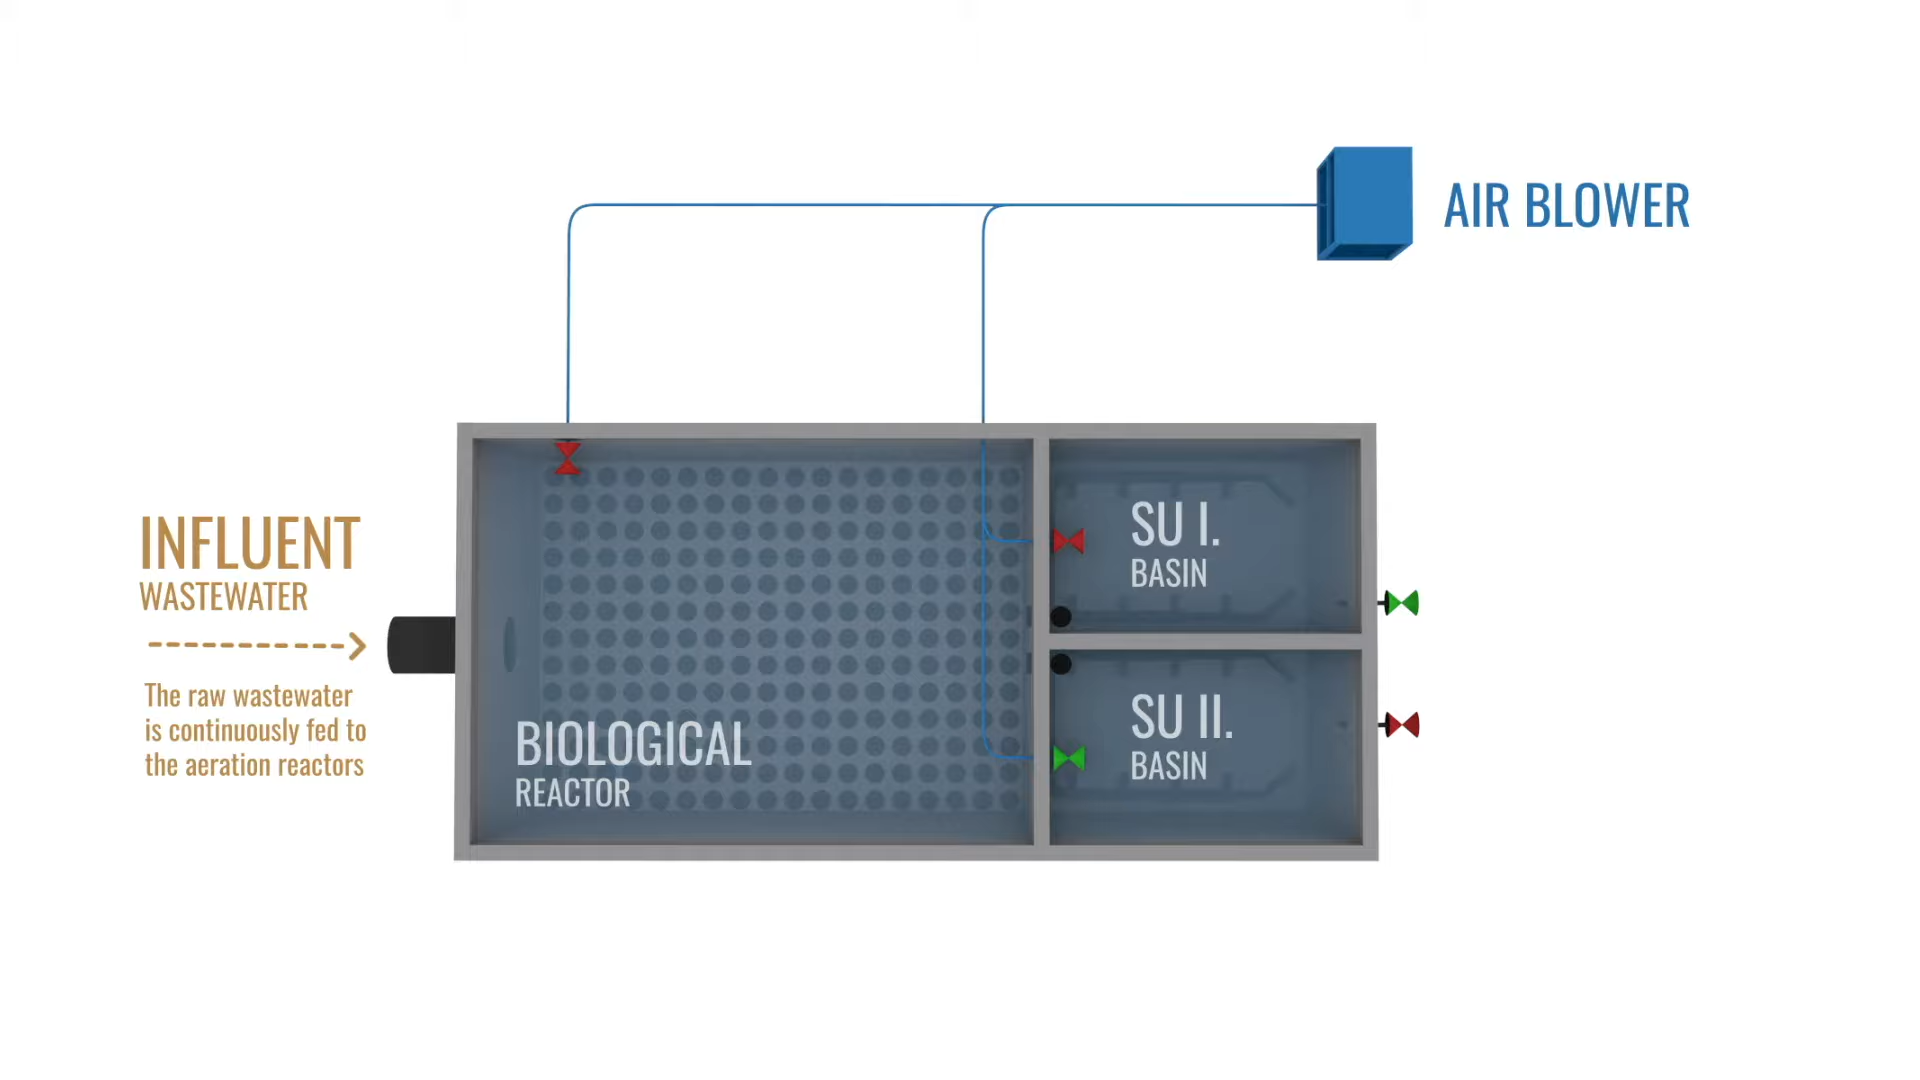 AIR BLOWER
INFLUENT
WASTEWATER
The raw wastewater
is continuously fed to
the aeration reactors
BIOLOGICAL
REACTOR
SU I.
BASIN
SU II.
BASIN